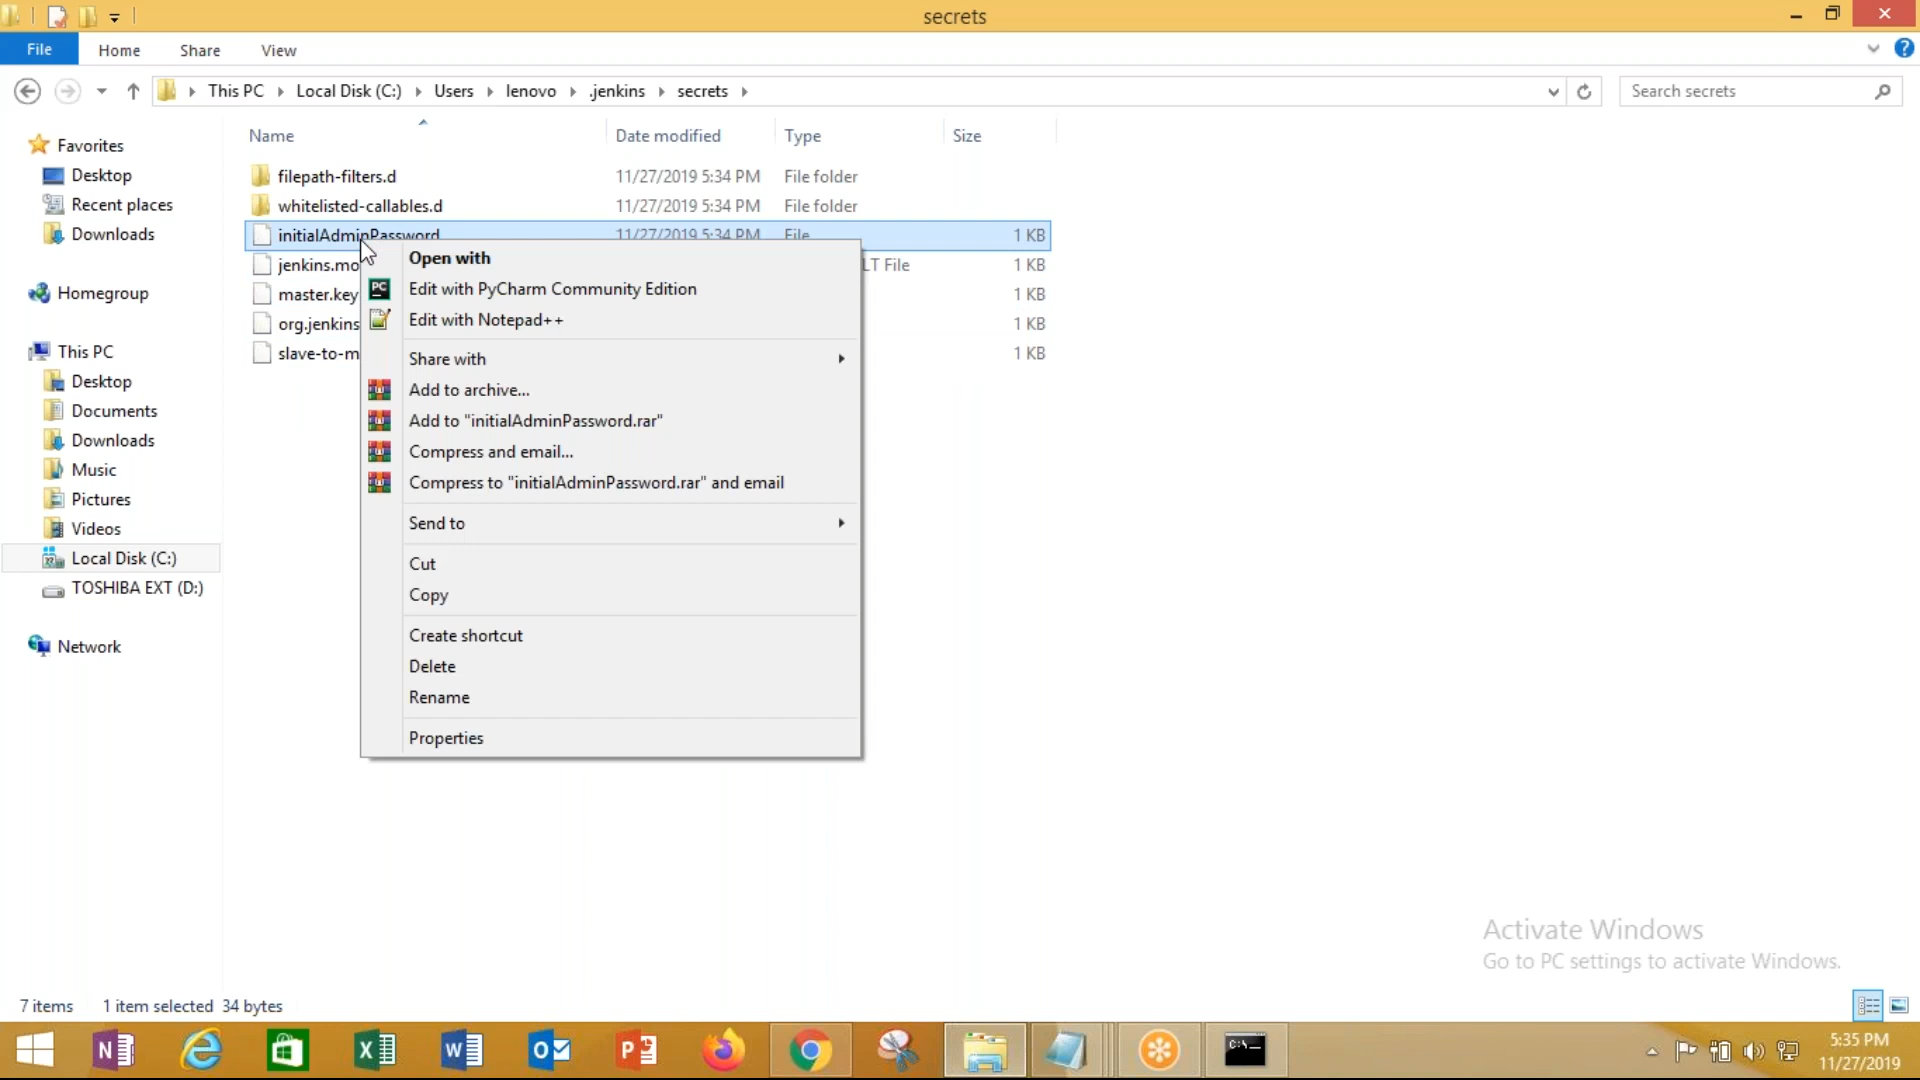 secrets
File Home Share View
This PC Local Disk (C:) Users lenovo .jenkins secrets
Search secrets
Name Date modified Type Size
Favorites
Desktop
Recent places
Downloads
Homegroup
This PC
Desktop
Documents
Downloads
Music
Pictures
Videos
Local Disk (C:)
TOSHIBA EXT (D:)
Network
filepath-filters.d 11/27/2019 5:34 PM File folder
whitelisted-callables.d 11/27/2019 5:34 PM File folder
initialAdminPassword 11/27/2019 5:34 PM File 1 KB
jenkins.mo LT File 1 KB
master.key 1 KB
org.jenkins 1 KB
slave-to-m 1 KB
Open with
Edit with PyCharm Community Edition
Edit with Notepad++
Share with
Add to archive...
Add to "initialAdminPassword.rar"
Compress and email...
Compress to "initialAdminPassword.rar" and email
Send to
Cut
Copy
Create shortcut
Delete
Rename
Properties
Activate Windows
Go to PC settings to activate Windows.
7 items 1 item selected 34 bytes
5:35 PM
11/27/2019